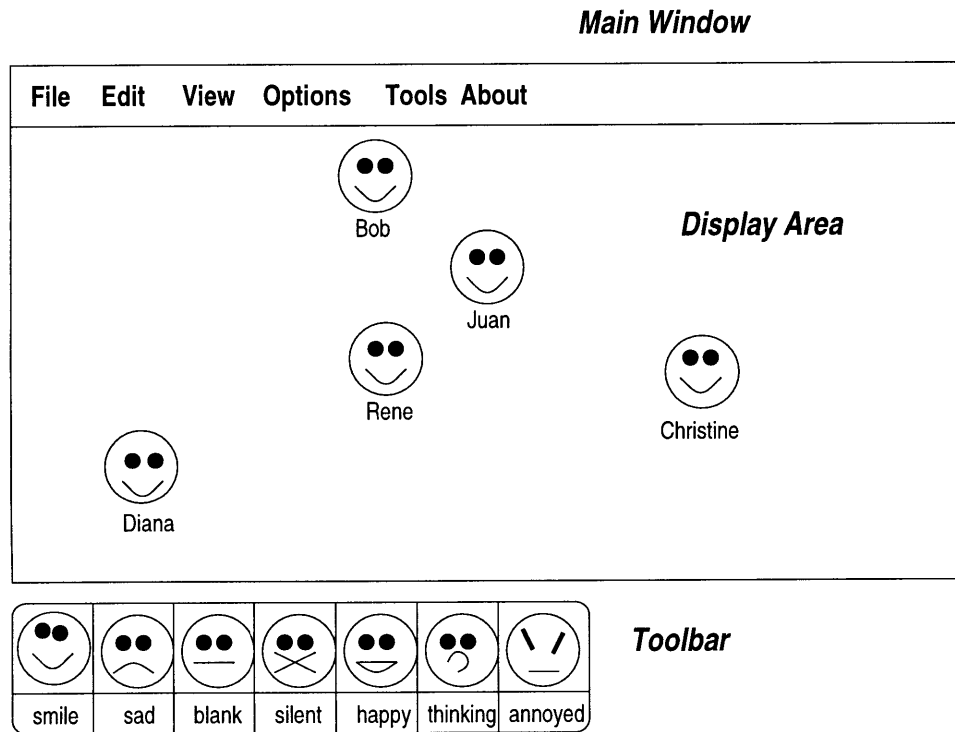 Main Window
File Edit View Options Tools About
Bob
Display Area
Juan
Rene
Christine
Diana
Toolbar
smile sad blank silent happy thinking annoyed